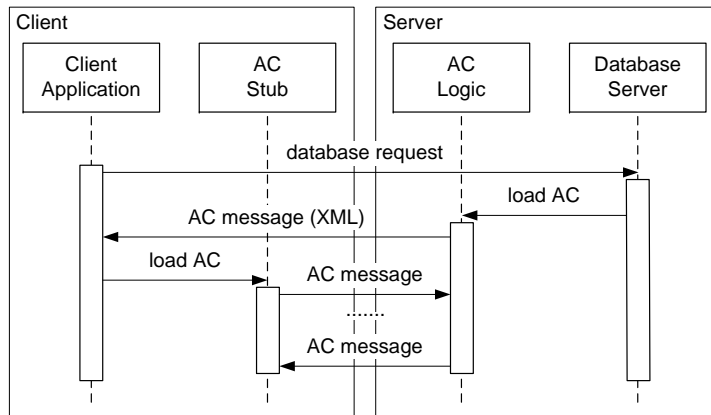 Client
Server
Client
Application
AC
Stub
AC
Logic
Database
Server
database request
load AC
AC message (XML)
load AC
AC message
.......
AC message